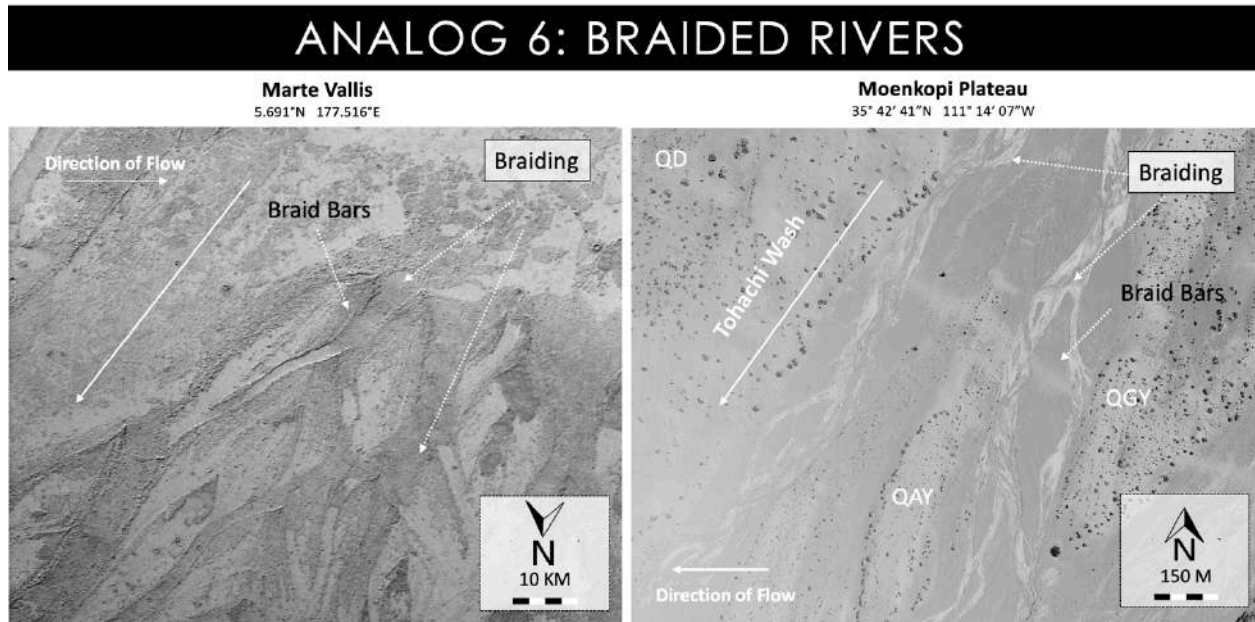 ANALOG 6: BRAIDED RIVERS
Marte Vallis
5.691°N 177.516°E
Direction of Flow
Braiding
Braid Bars
N
10 KM
Moenkopi Plateau
35° 42’ 41”N 111° 14’ 07”W
QD
Braiding
Tohachi Wash
Braid Bars
QGY
QAY
Direction of Flow
N
150 M